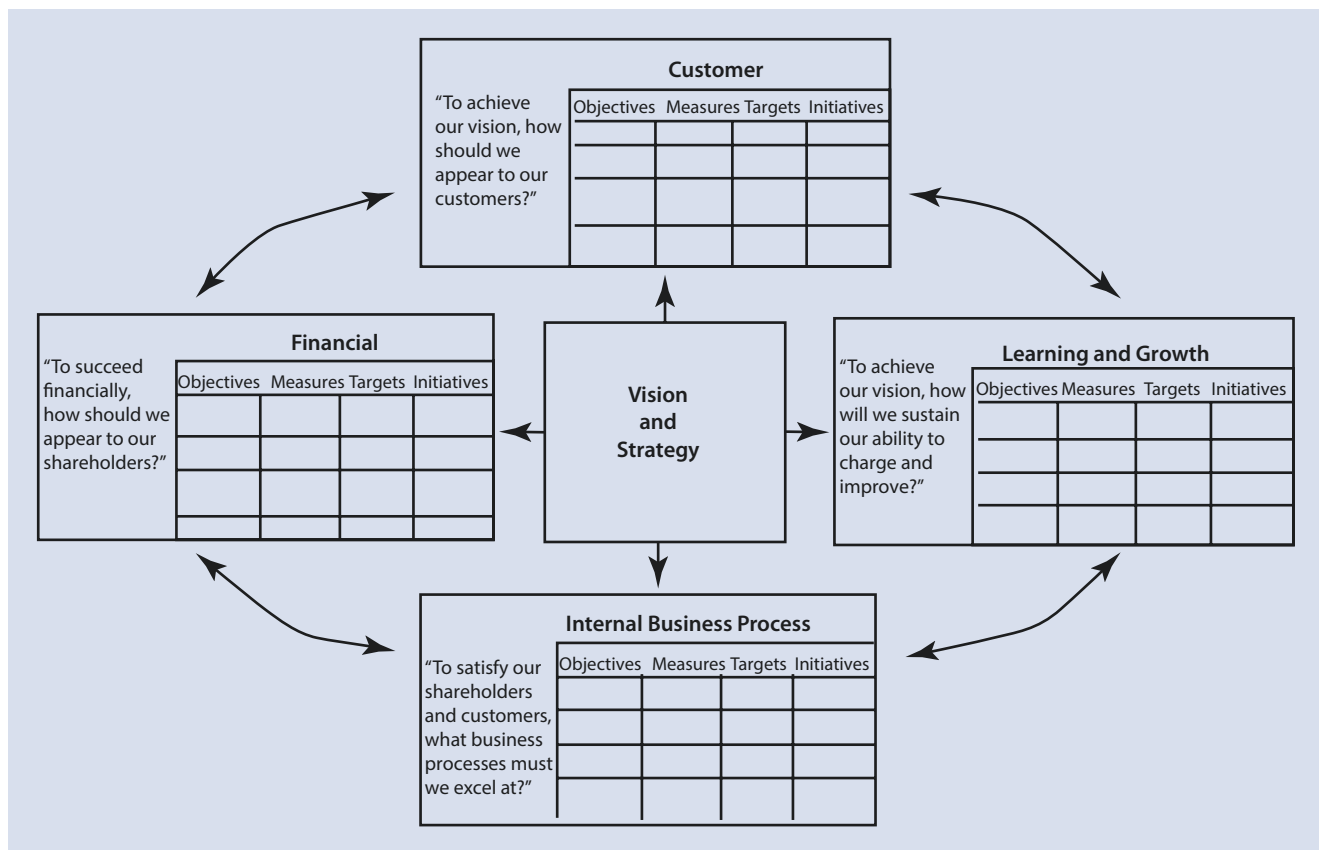 Customer
“To achieve
our vision, how
should we
appear to our
customers?”
Objectives Measures Targets Initiatives
Financial
“To succeed
financially,
how should we
appear to our
shareholders?”
Objectives Measures Targets Initiatives
Vision
and
Strategy
Learning and Growth
“To achieve
our vision, how
will we sustain
our ability to
charge and
improve?”
Objectives Measures Targets Initiatives
Internal Business Process
“To satisfy our
shareholders
and customers,
what business
processes must
we excel at?”
Objectives Measures Targets Initiatives